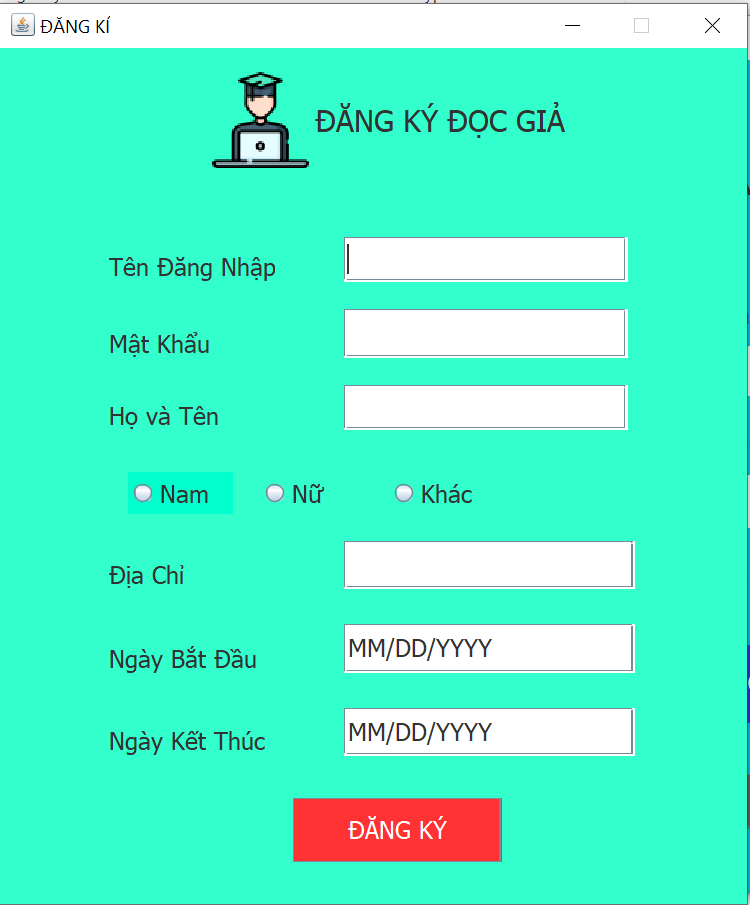 ĐĂNG KÍ
ĐĂNG KÝ ĐỌC GIẢ
Tên Đăng Nhập
Mật Khẩu
Họ và Tên
Nam Nữ Khác
Địa Chỉ
Ngày Bắt Đầu MM/DD/YYYY
Ngày Kết Thúc MM/DD/YYYY
ĐĂNG KÝ